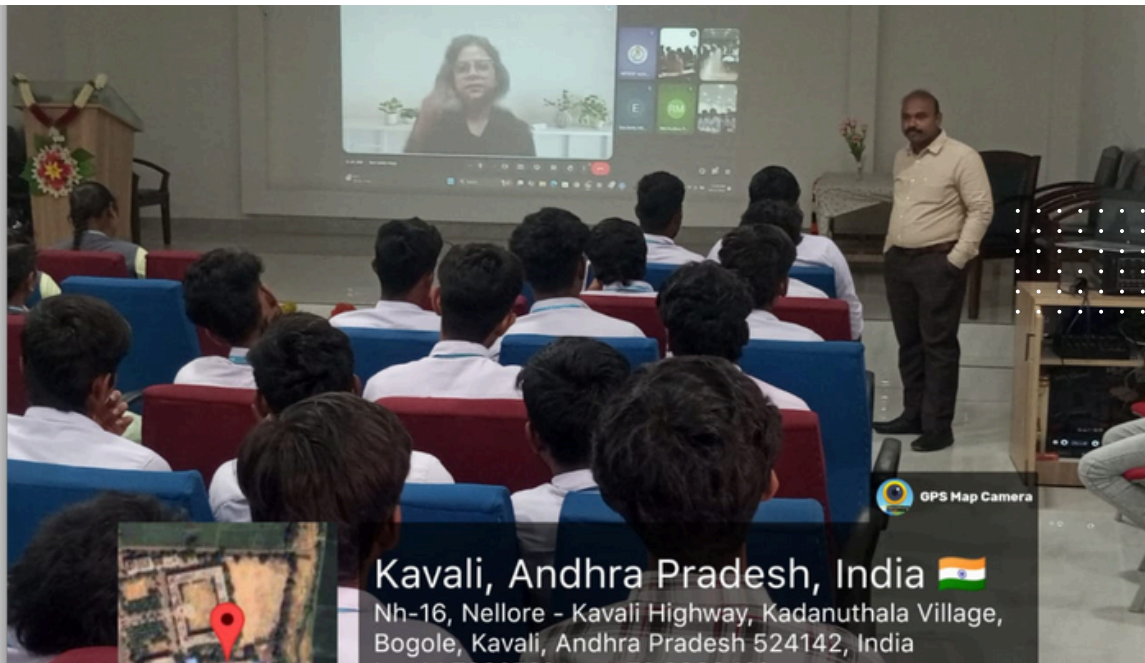 E
RM
GPS Map Camera
Kavali, Andhra Pradesh, India
Nh-16, Nellore - Kavali Highway, Kadanuthala Village,
Bogole, Kavali, Andhra Pradesh 524142, India